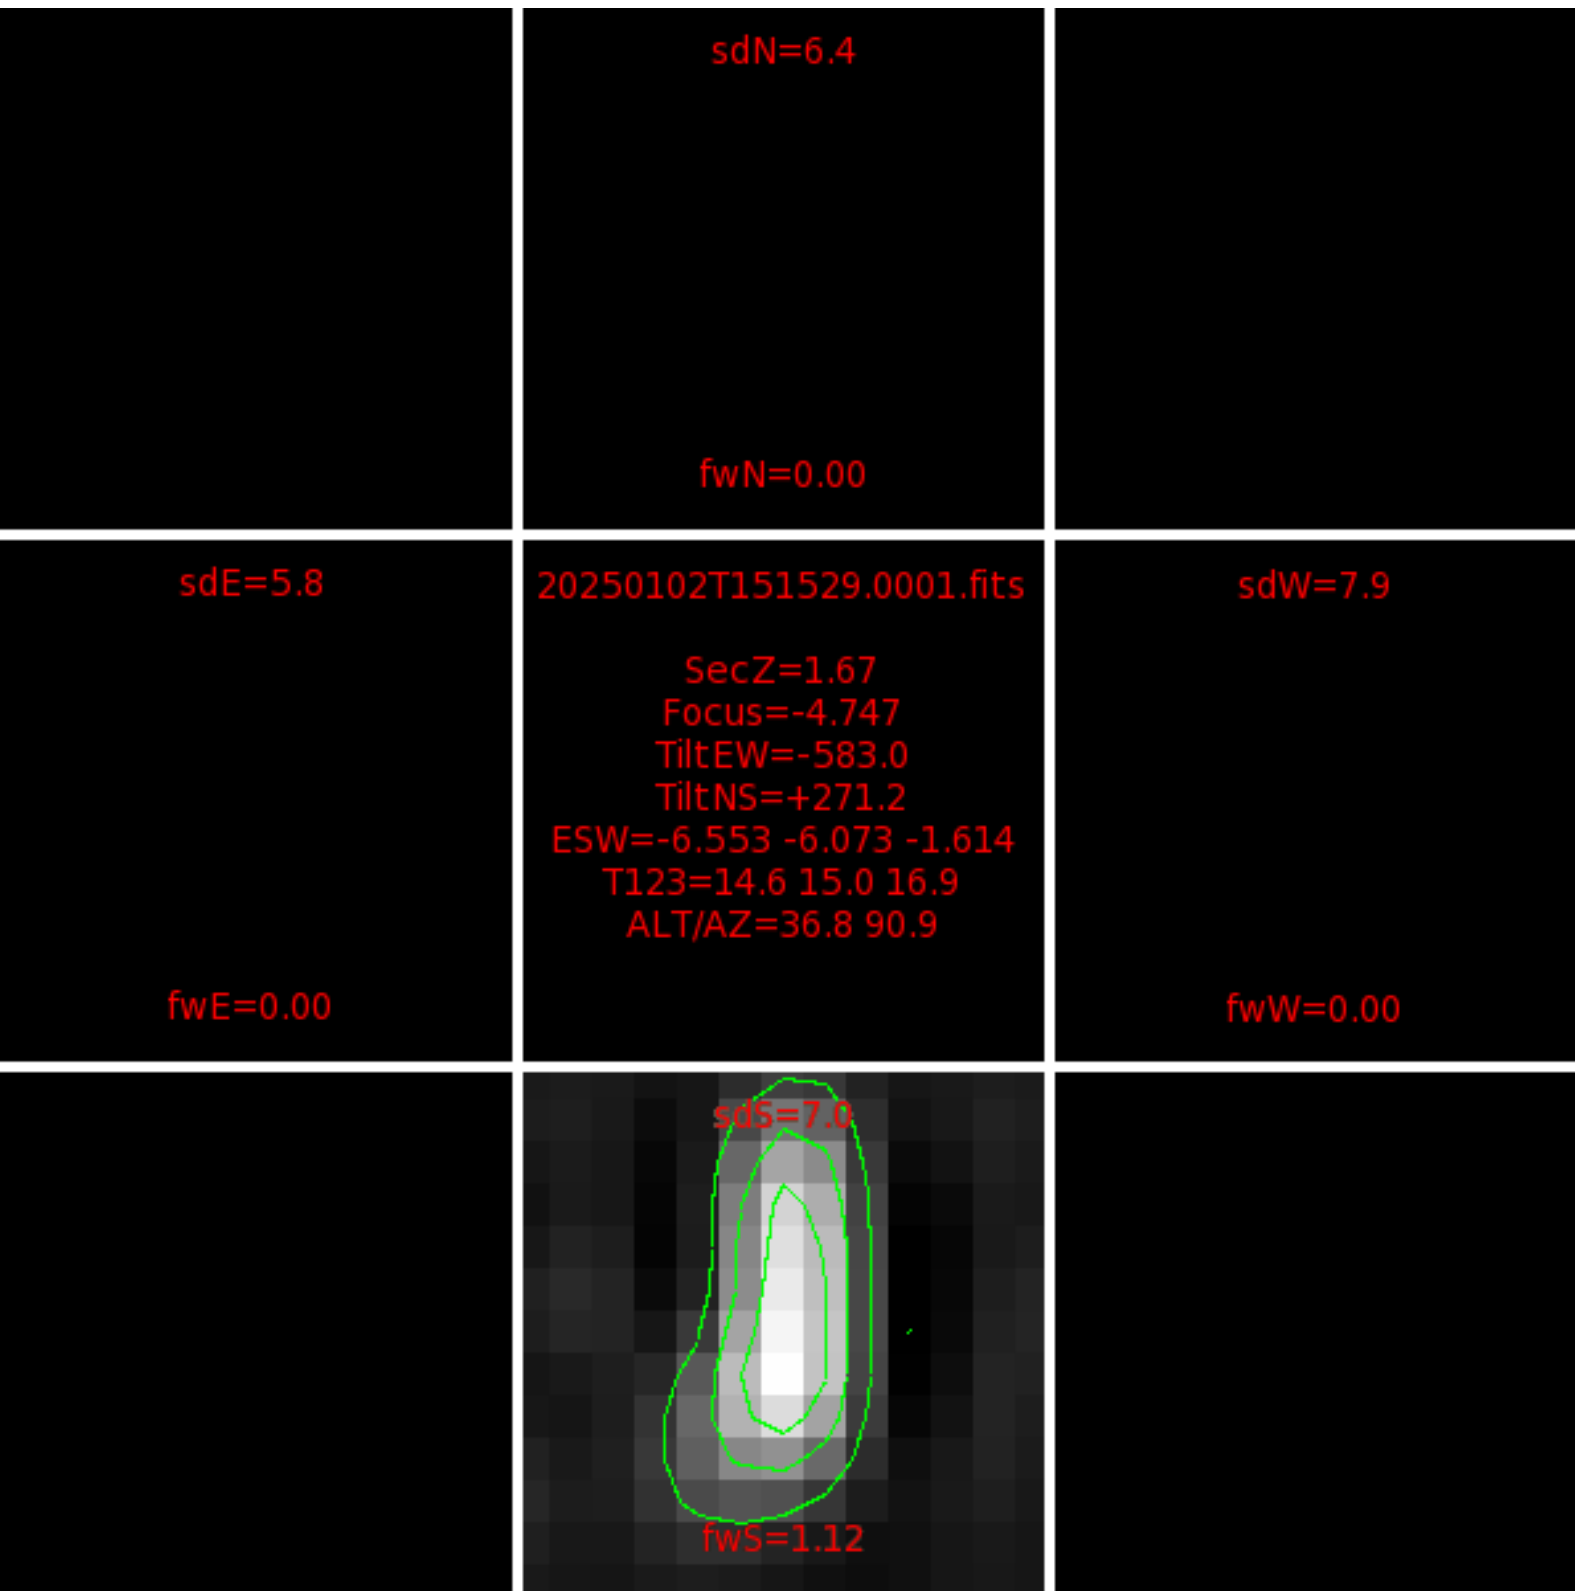 sdN=6.4
fwN=0.00
sdE=5.8
fwE=0.00
20250102T151529.0001.fits
SecZ=1.67
Focus=-4.747
TiltEW=-583.0
TiltNS=+271.2
ESW=-6.553 -6.073 -1.614
T123=14.6 15.0 16.9
ALT/AZ=36.8 90.9
sdW=7.9
fwW=0.00
sdS=7.0
fwS=1.12